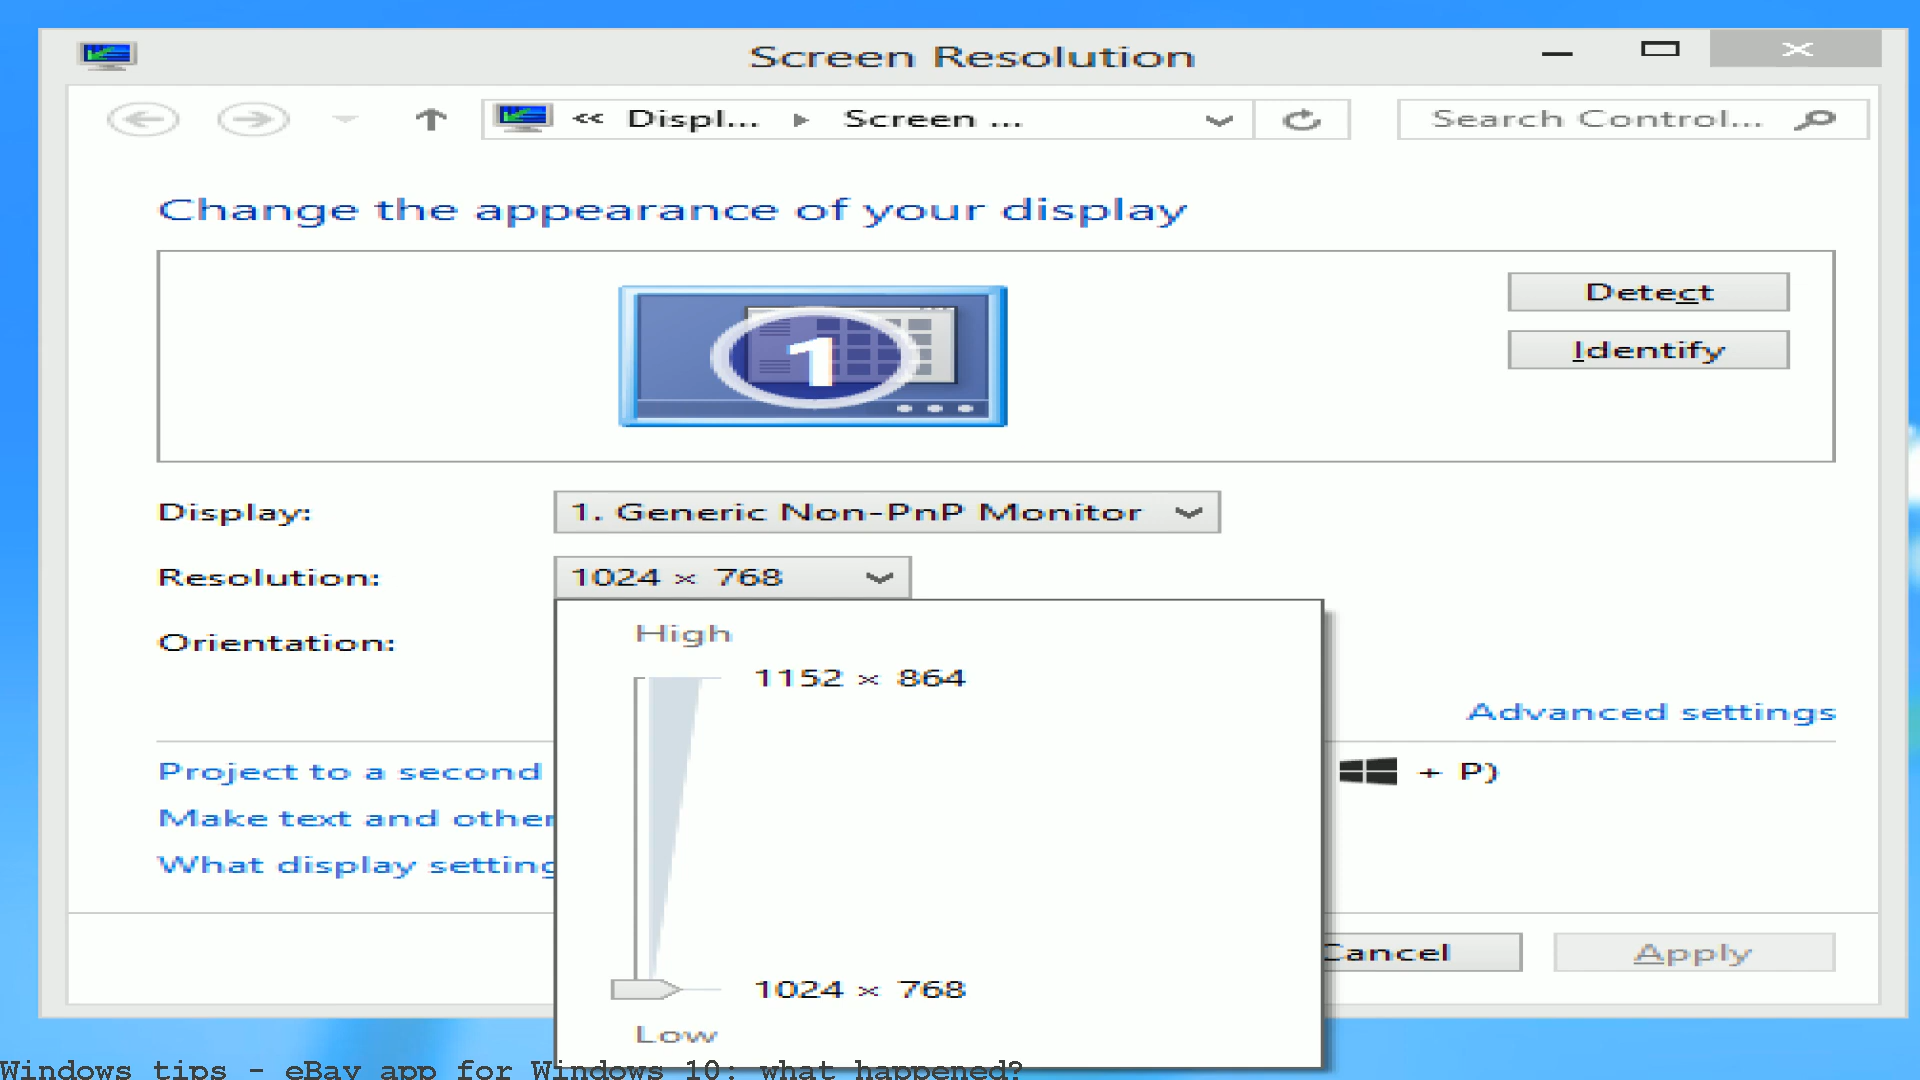 Screen Resolution
<< Displ... ▸ Screen ... Search Control...
Change the appearance of your display
1
Detect
Identify
Display: 1. Generic Non-PnP Monitor
Resolution: 1024 × 768
Orientation:
High
1152 × 864
1024 × 768
Low
Advanced settings
Project to a second + P)
Make text and other
What display setting
Cancel Apply
Windows tips - eBay app for Windows 10: what happened?